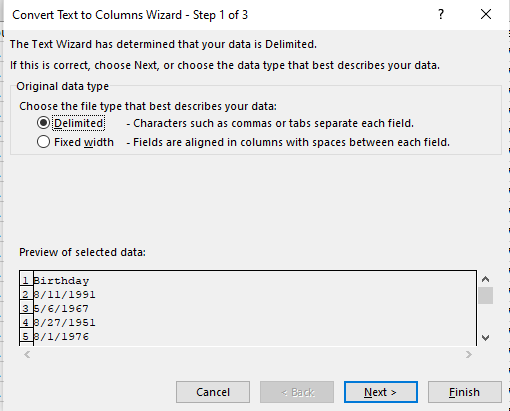 Convert Text to Columns Wizard - Step 1 of 3
The Text Wizard has determined that your data is Delimited.
If this is correct, choose Next, or choose the data type that best describes your data.
Original data type
Choose the file type that best describes your data:
Delimited - Characters such as commas or tabs separate each field.
Fixed width - Fields are aligned in columns with spaces between each field.
Preview of selected data:
1 Birthday
2 8/11/1991
3 5/6/1967
4 8/27/1951
5 8/1/1976
Cancel < Back Next > Finish